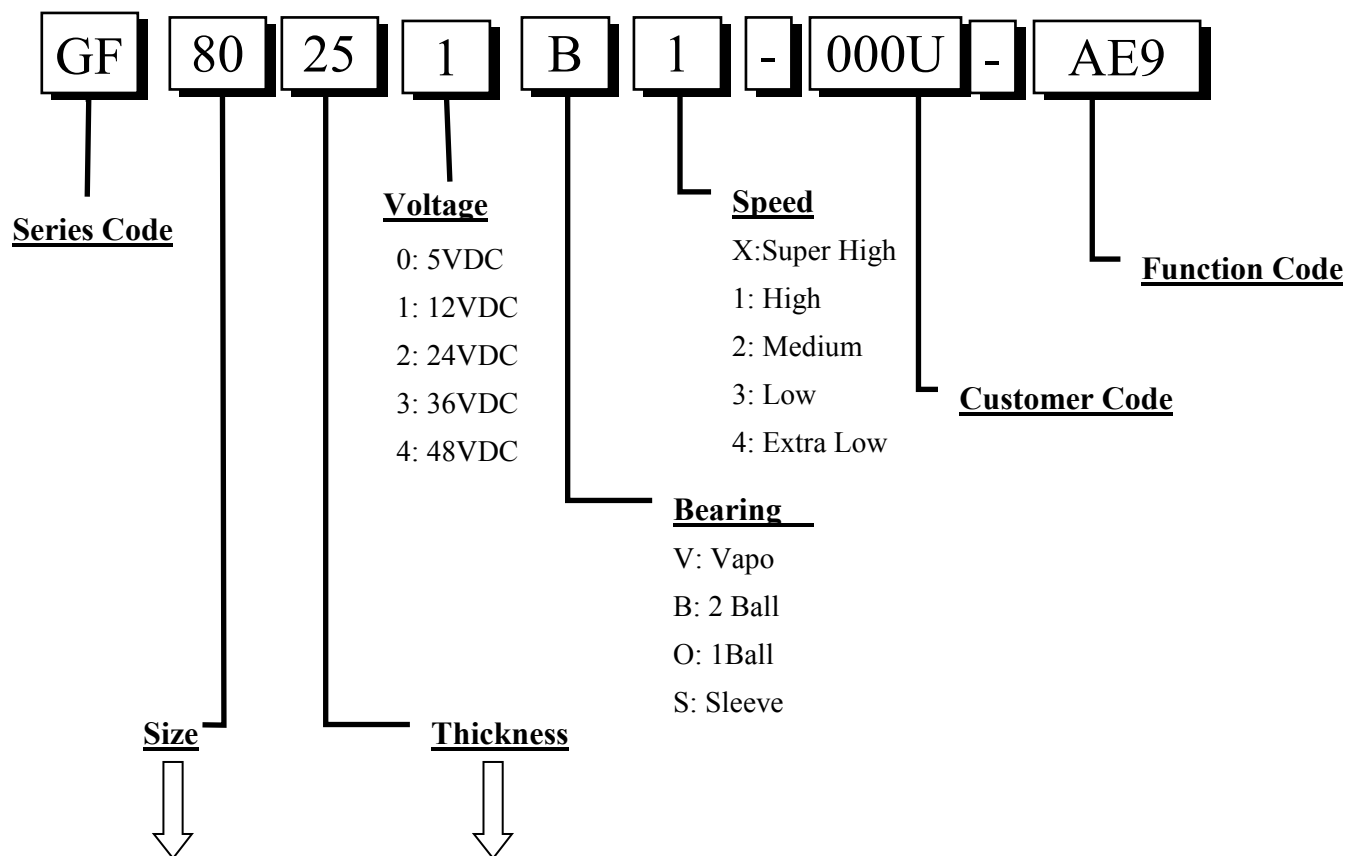 GF 80 25 1 B 1 - 000U - AE9
Series Code
Voltage
0: 5VDC
1: 12VDC
2: 24VDC
3: 36VDC
4: 48VDC
Speed
X:Super High
1: High
2: Medium
3: Low
4: Extra Low
Function Code
Customer Code
Bearing
V: Vapo
B: 2 Ball
O: 1Ball
S: Sleeve
Size
Thickness